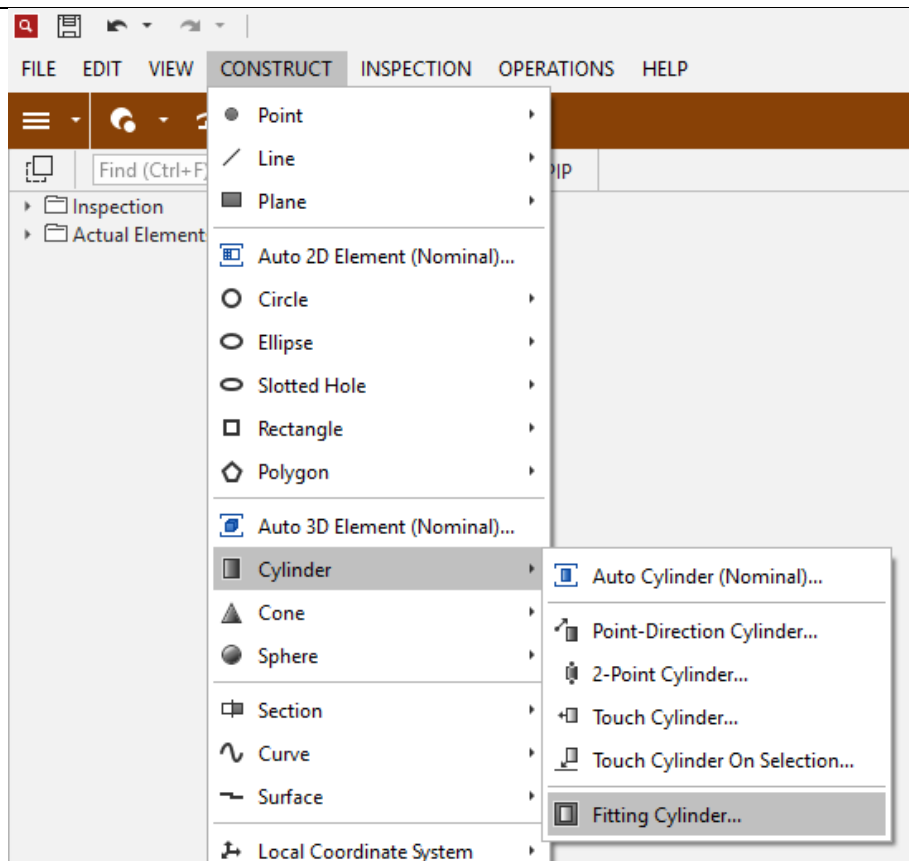 FILE EDIT VIEW CONSTRUCT INSPECTION OPERATIONS HELP
Find (Ctrl+F)
Inspection
Actual Element
Point
Line
Plane
Auto 2D Element (Nominal)...
Circle
Ellipse
Slotted Hole
Rectangle
Polygon
Auto 3D Element (Nominal)...
Cylinder
Cone
Sphere
Section
Curve
Surface
Local Coordinate System
Auto Cylinder (Nominal)...
Point-Direction Cylinder...
2-Point Cylinder...
Touch Cylinder...
Touch Cylinder On Selection...
Fitting Cylinder...